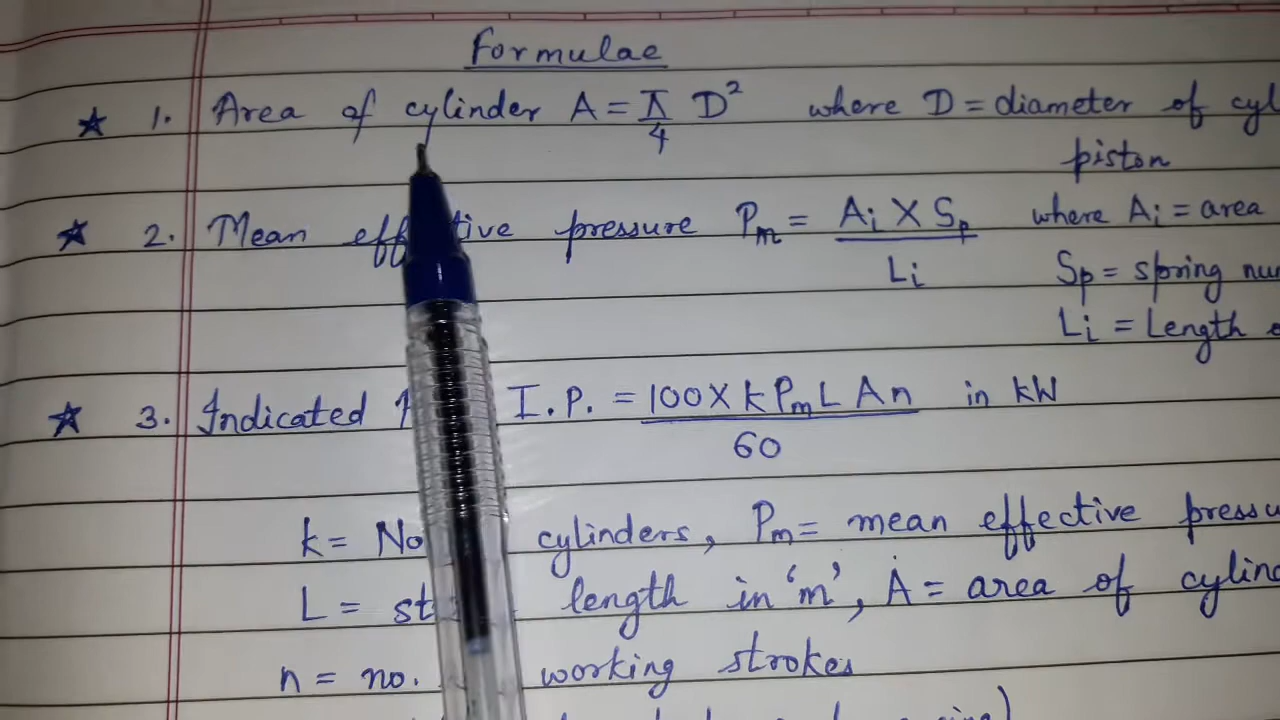 Formulae
★ 1. Area of cylinder A = π/4 D² where D = diameter of cyl
piston
★ 2. Mean effective pressure Pm = Ai X Sp / Li where Ai = area
Sp = spring nu
Li = Length
★ 3. Indicated I.P. = 100 X k Pm L A n / 60 in kW
k = No cylinders, Pm = mean effective pressu
L = st length in 'm', A = area of cylind
n = no. working strokes